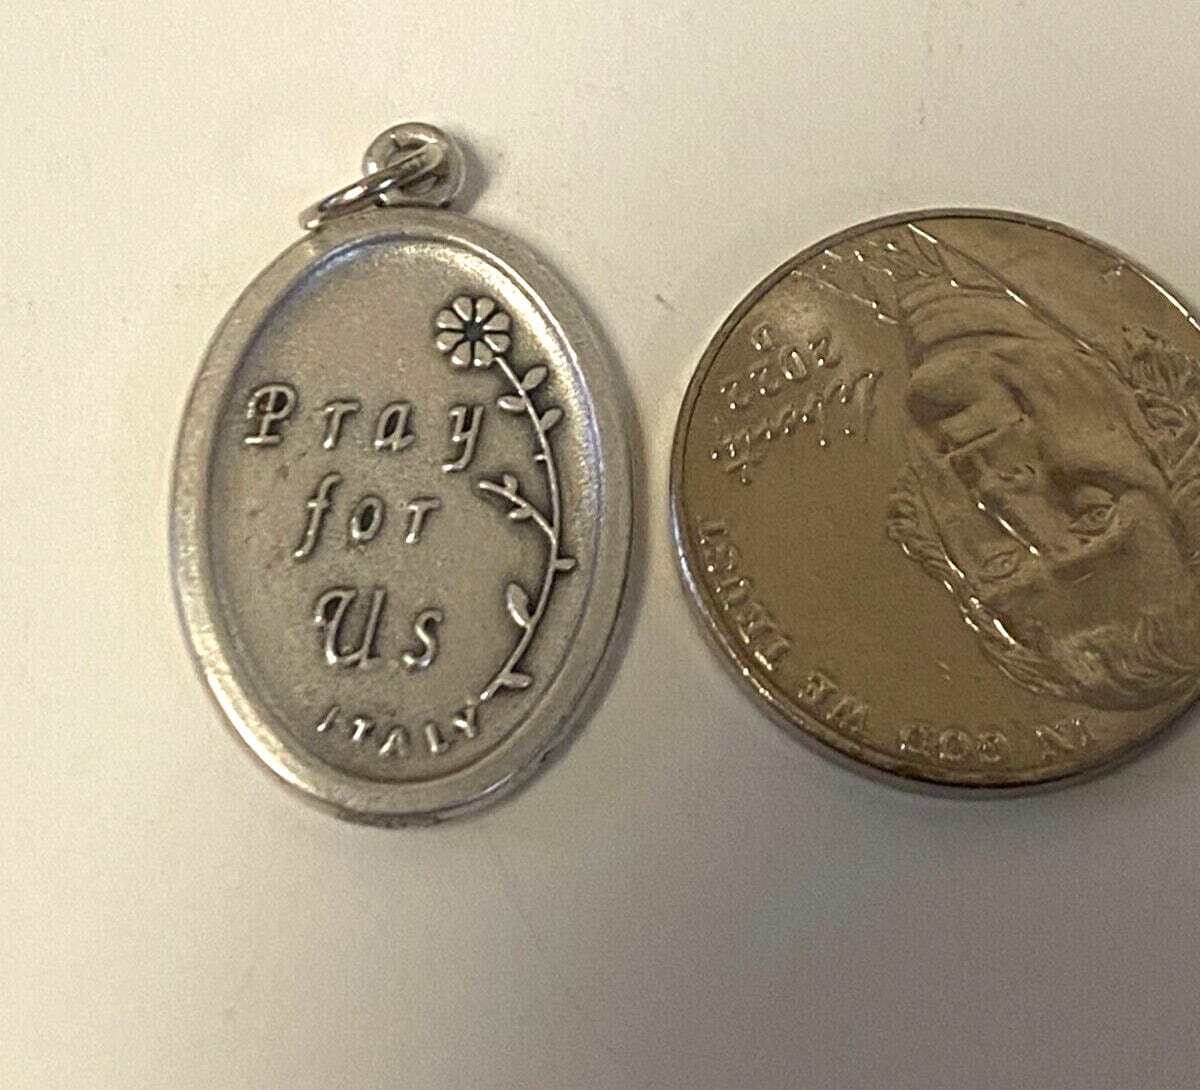 Pray
for
Us
ITALY
Liberty
2022
P
IN GOD WE TRUST